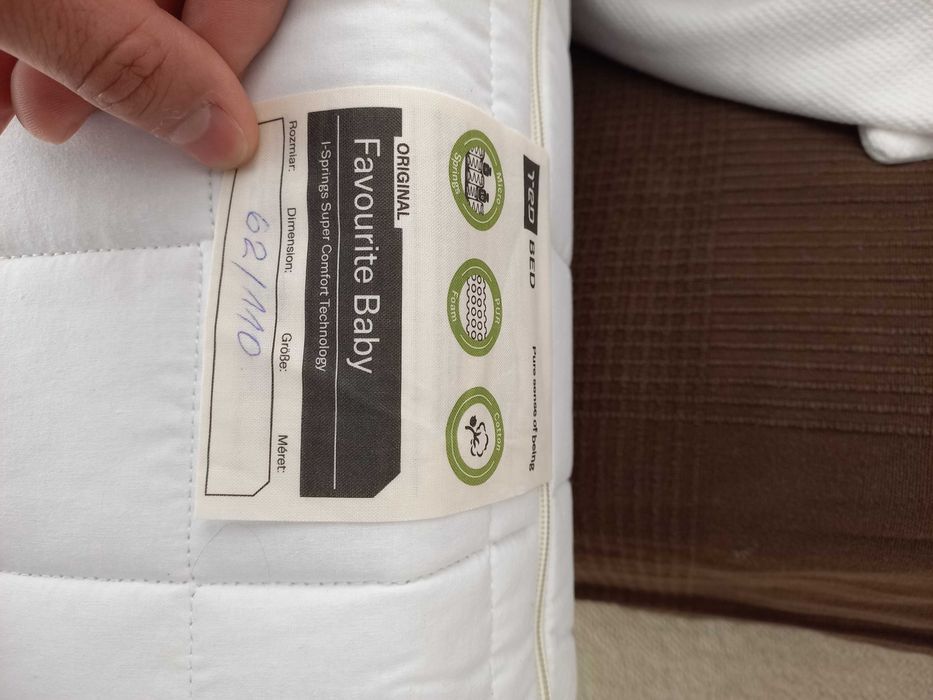 TED BED
Pure sense of being
Micro
Springs
PUR
Foam
Cotton
ORIGINAL
Favourite Baby
I-Springs Super Comfort Technology
Rozmiar: Dimension: Größe: Méret:
62/110